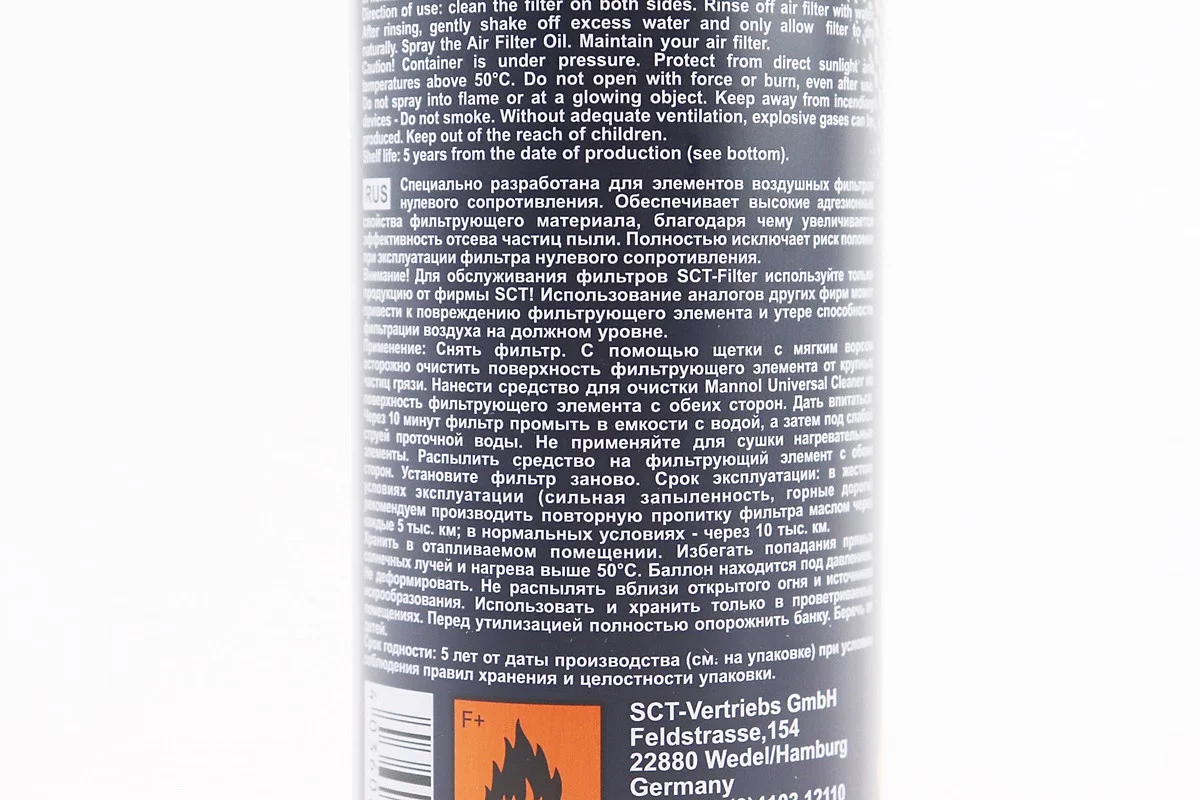 Direction of use: clean the filter on both sides. Rinse off air filter with water.
After rinsing, gently shake off excess water and only allow filter to dry
naturally. Spray the Air Filter Oil. Maintain your air filter.
Caution! Container is under pressure. Protect from direct sunlight and
temperatures above 50°C. Do not open with force or burn, even after use.
Do not spray into flame or at a glowing object. Keep away from incendiary
devices - Do not smoke. Without adequate ventilation, explosive gases can be
produced. Keep out of the reach of children.
Shelf life: 5 years from the date of production (see bottom).
RUS Специально разработана для элементов воздушных фильтров
нулевого сопротивления. Обеспечивает высокие адгезионные
свойства фильтрующего материала, благодаря чему увеличивается
эффективность отсева частиц пыли. Полностью исключает риск поломки
при эксплуатации фильтра нулевого сопротивления.
Внимание! Для обслуживания фильтров SCT-Filter используйте только
продукцию от фирмы SCT! Использование аналогов других фирм может
привести к повреждению фильтрующего элемента и утере способности
фильтрации воздуха на должном уровне.
Применение: Снять фильтр. С помощью щетки с мягким ворсом
осторожно очистить поверхность фильтрующего элемента от крупных
частиц грязи. Нанести средство для очистки Mannol Universal Cleaner на
поверхность фильтрующего элемента с обеих сторон. Дать впитаться.
Через 10 минут фильтр промыть в емкости с водой, а затем под слабой
струей проточной воды. Не применяйте для сушки нагревательные
элементы. Распылить средство на фильтрующий элемент с обеих
сторон. Установите фильтр заново. Срок эксплуатации: в жестких
условиях эксплуатации (сильная запыленность, горные дороги)
рекомендуем производить повторную пропитку фильтра маслом через
каждые 5 тыс. км; в нормальных условиях - через 10 тыс. км.
Хранить в отапливаемом помещении. Избегать попадания прямых
солнечных лучей и нагрева выше 50°C. Баллон находится под давлением.
Не деформировать. Не распылять вблизи открытого огня и источников
искрообразования. Использовать и хранить только в проветриваемых
помещениях. Перед утилизацией полностью опорожнить банку. Беречь от
детей.
Срок годности: 5 лет от даты производства (см. на упаковке) при условии
соблюдения правил хранения и целостности упаковки.
F+
SCT-Vertriebs GmbH
Feldstrasse,154
22880 Wedel/Hamburg
Germany